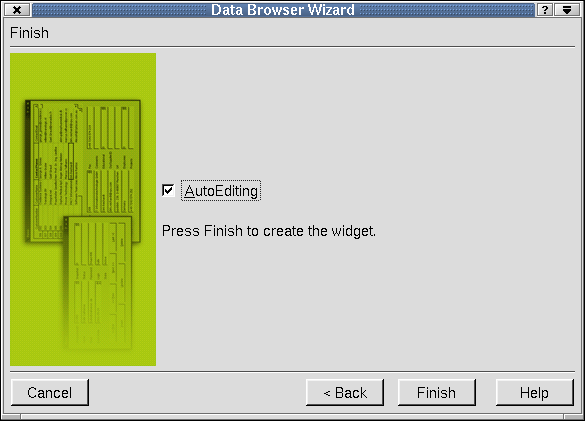 Data Browser Wizard
?
Finish
AutoEditing
Press Finish to create the widget.
Cancel
< Back
Finish
Help